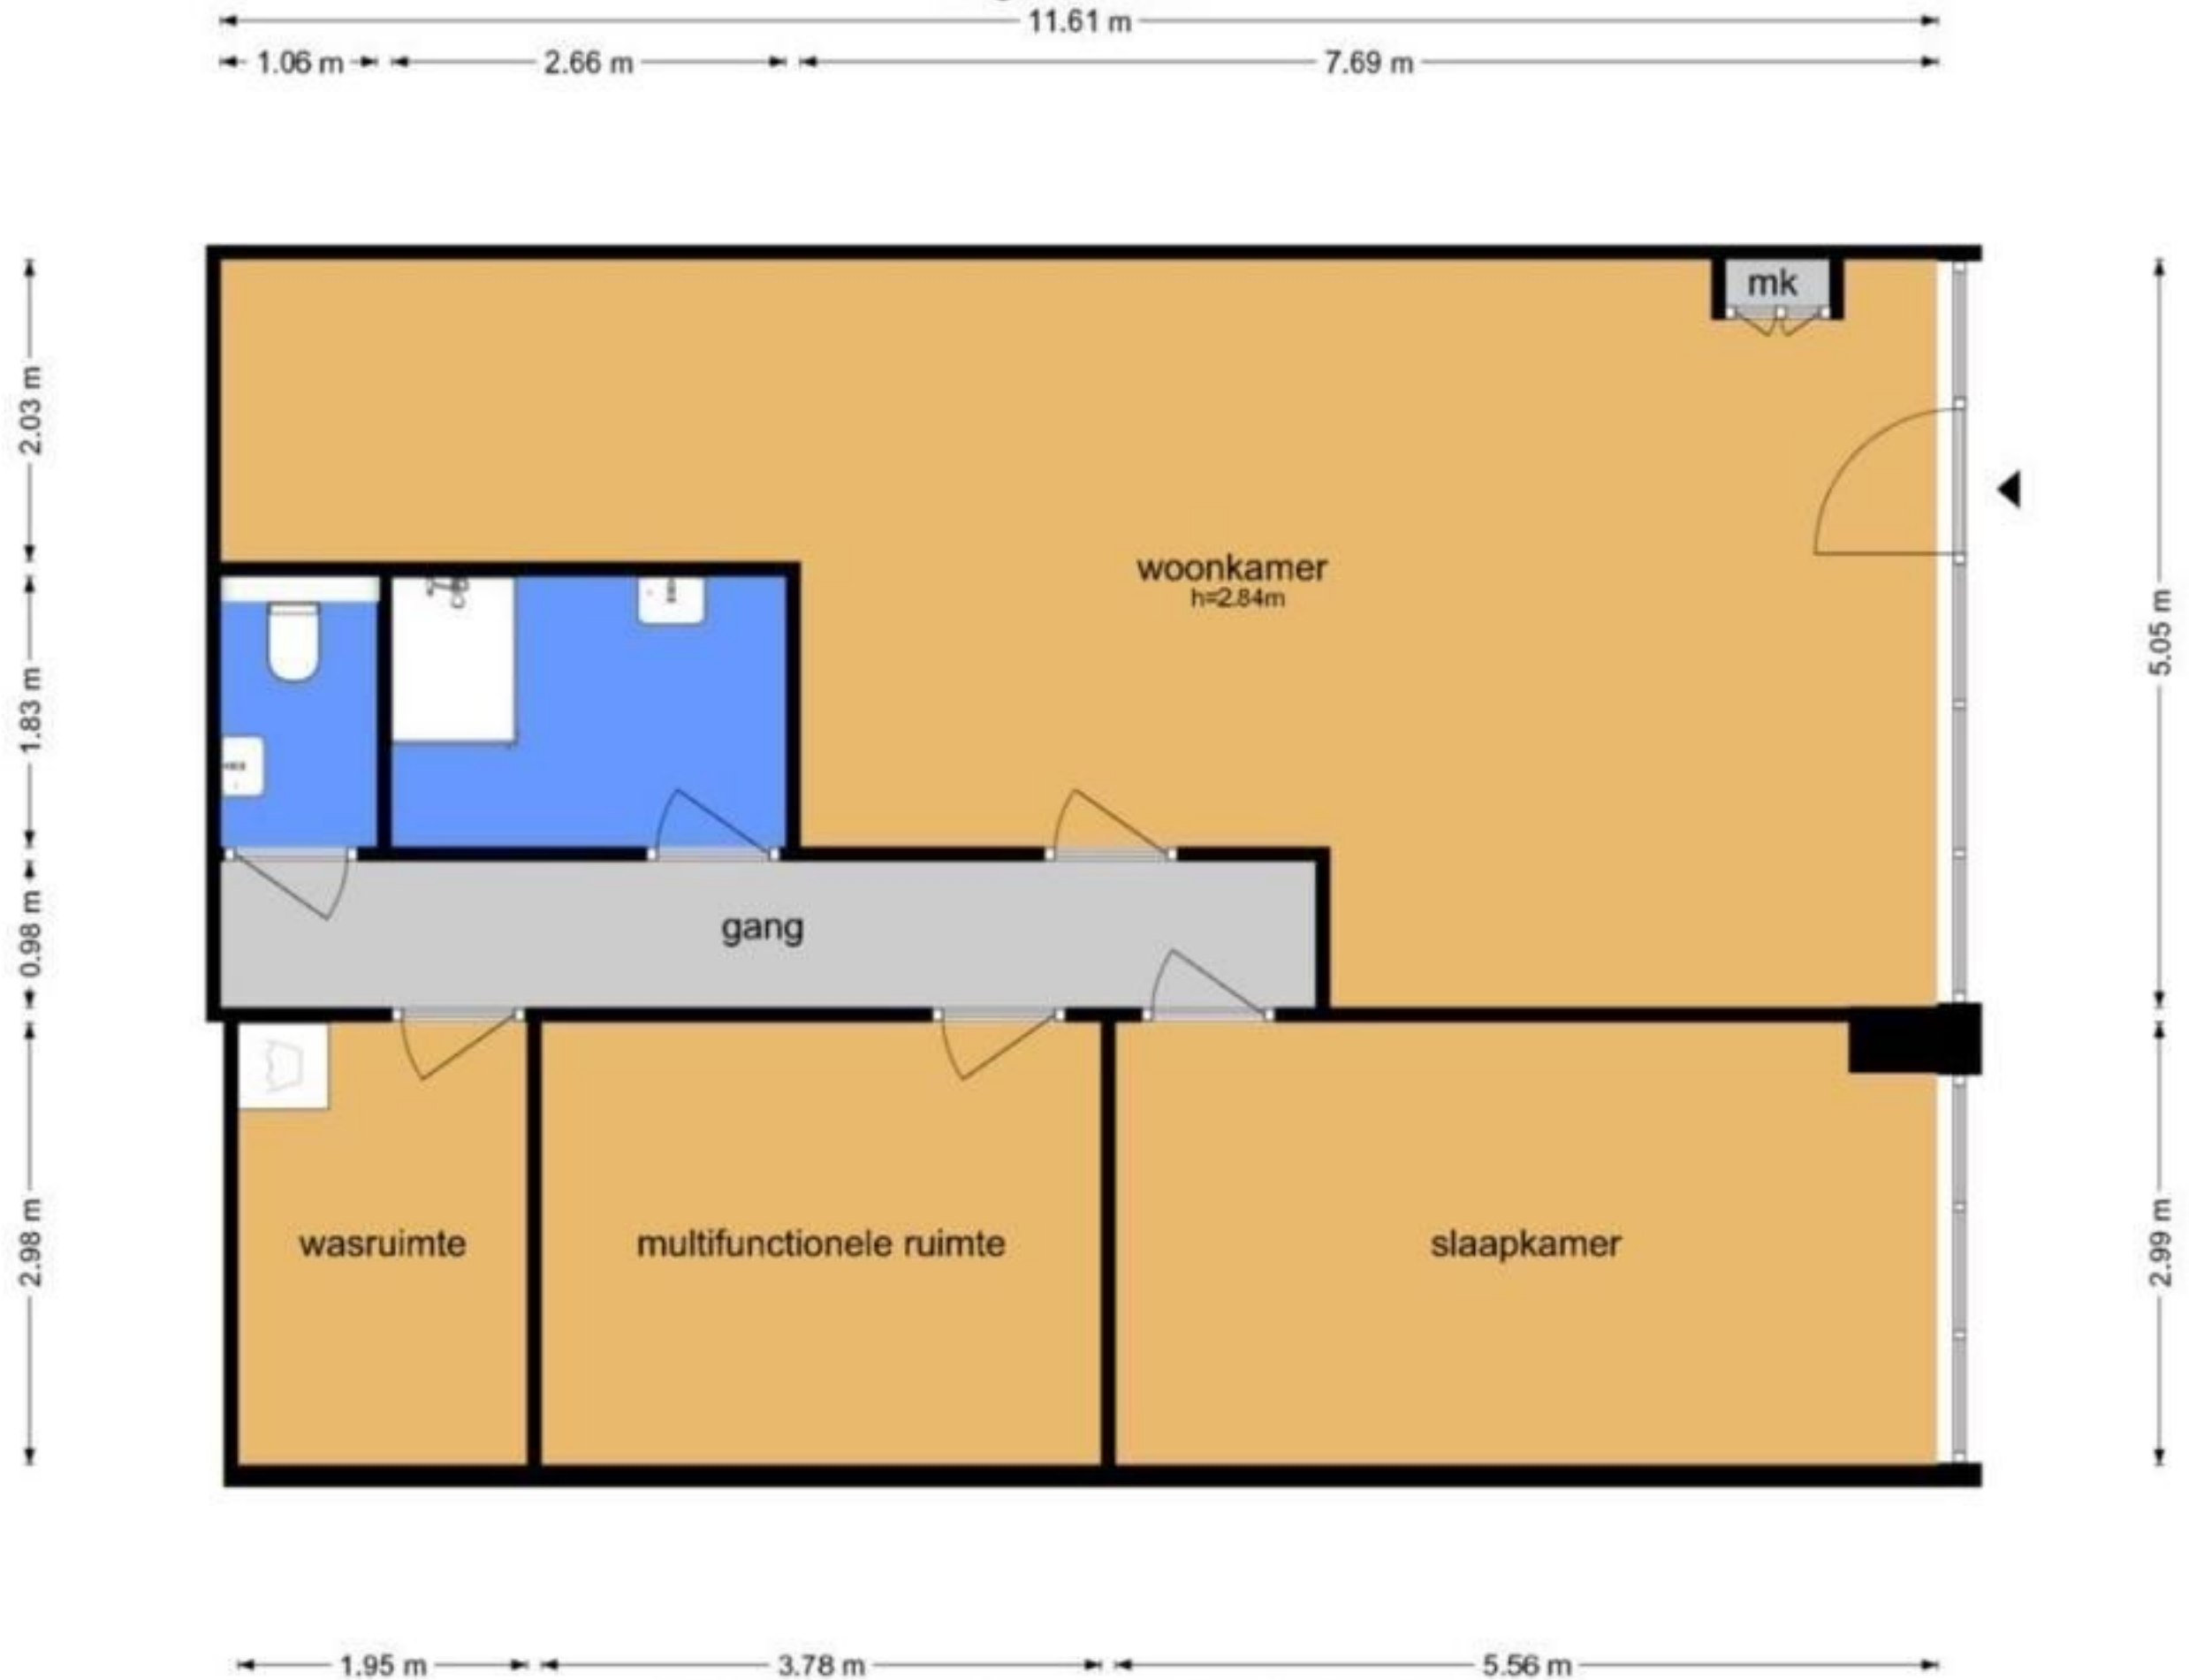 11.61 m
1.06 m
2.66 m
7.69 m
mk
2.03 m
woonkamer
h=2.84m
5.05 m
1.83 m
0.98 m
gang
2.98 m
wasruimte
multifunctionele ruimte
slaapkamer
2.99 m
1.95 m
3.78 m
5.56 m